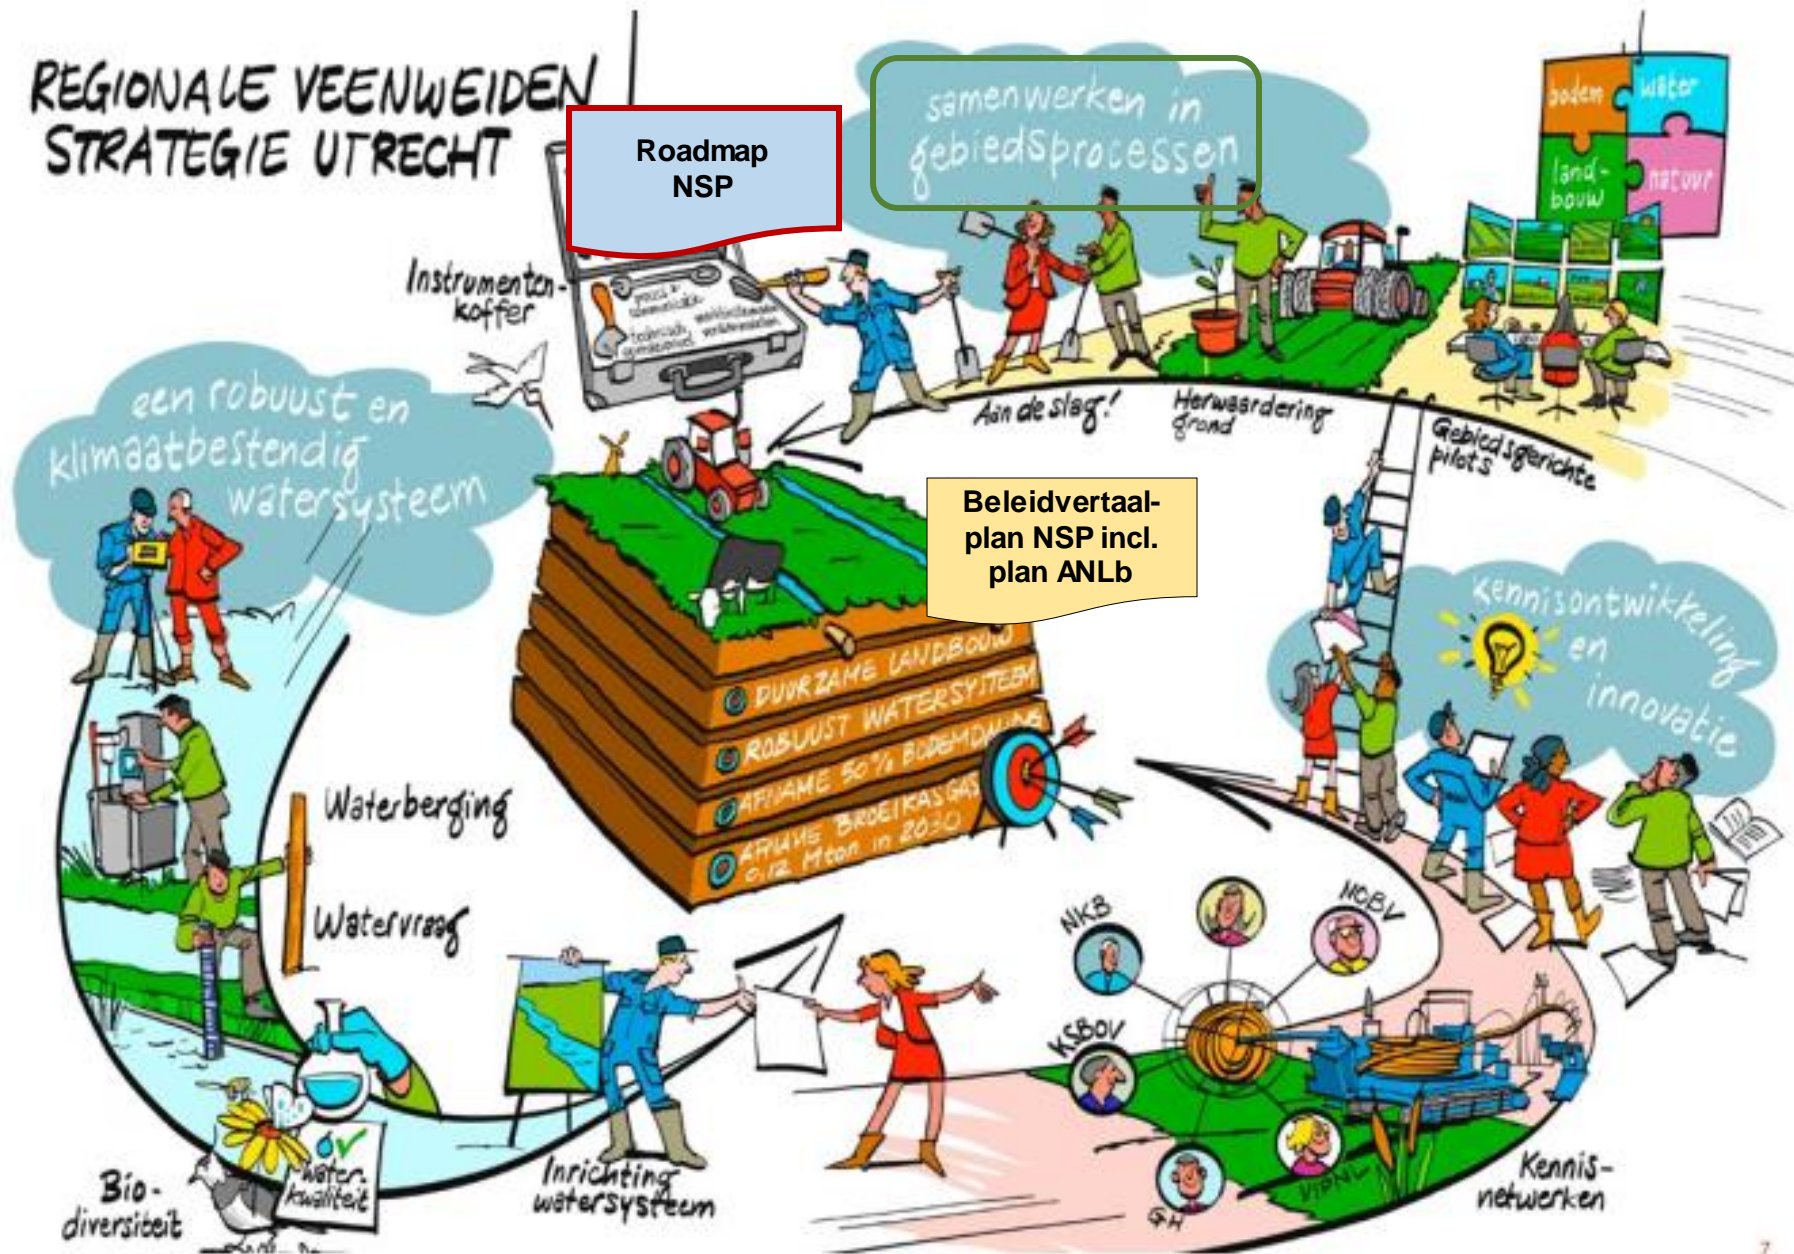 REGIONALE VEENWEIDEN
STRATEGIE UTRECHT
Roadmap
NSP
samenwerken in
gebiedsprocessen
bodem
water
land-
bouw
natuur
Instrumenten-
koffer
Aan de slag!
Herwaardering
grond
Gebiedsgerichte
pilots
een robuust en
klimaatbestendig
watersysteem
Beleidvertaal-
plan NSP incl.
plan ANLb
kennisontwikkeling
en
innovatie
DUURZAME LANDBOUW
ROBUUST WATERSYSTEEM
AFNAME 50% BODEMDALING
AFNAME BROEIKASGAS
0.12 Mton in 2030
Waterberging
Watervraag
NKB
NOBV
KSBOV
VIPNL
GH
Bio-
diversiteit
water-
kwaliteit
Inrichting
watersysteem
Kennis-
netwerken
7